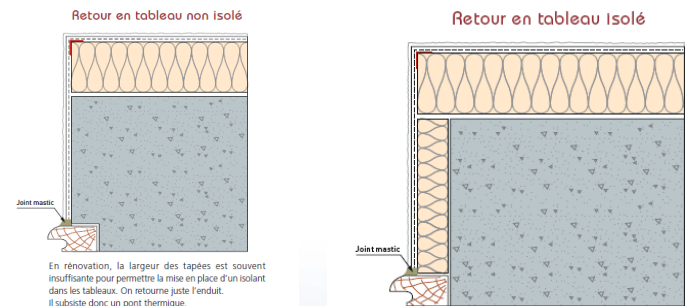 Retour en tableau non isolé
Joint mastic
En rénovation, la largeur des tapées est souvent
insuffisante pour permettre la mise en place d'un isolant
dans les tableaux. On retourne juste l'enduit.
Il subsiste donc un pont thermique.
Retour en tableau Isolé
Joint mastic